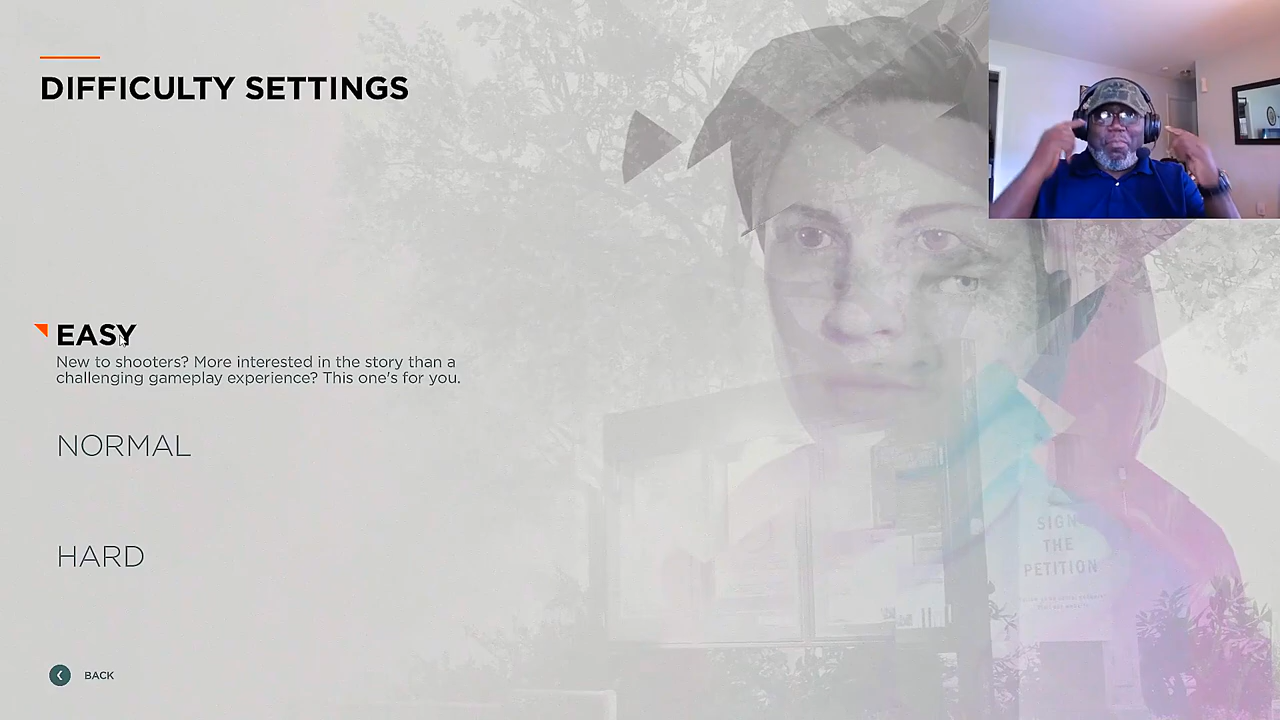 DIFFICULTY SETTINGS
EASY
New to shooters? More interested in the story than a
challenging gameplay experience? This one's for you.
NORMAL
HARD
BACK
SIGN
THE
PETITION